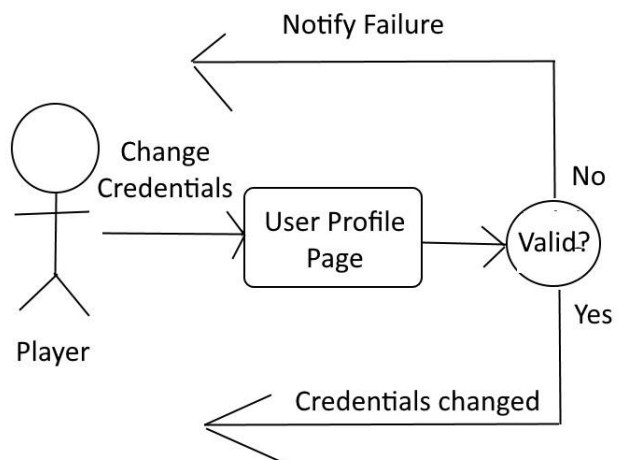 Notify Failure
Change
Credentials
No
User Profile
Page
Valid?
Yes
Player
Credentials changed